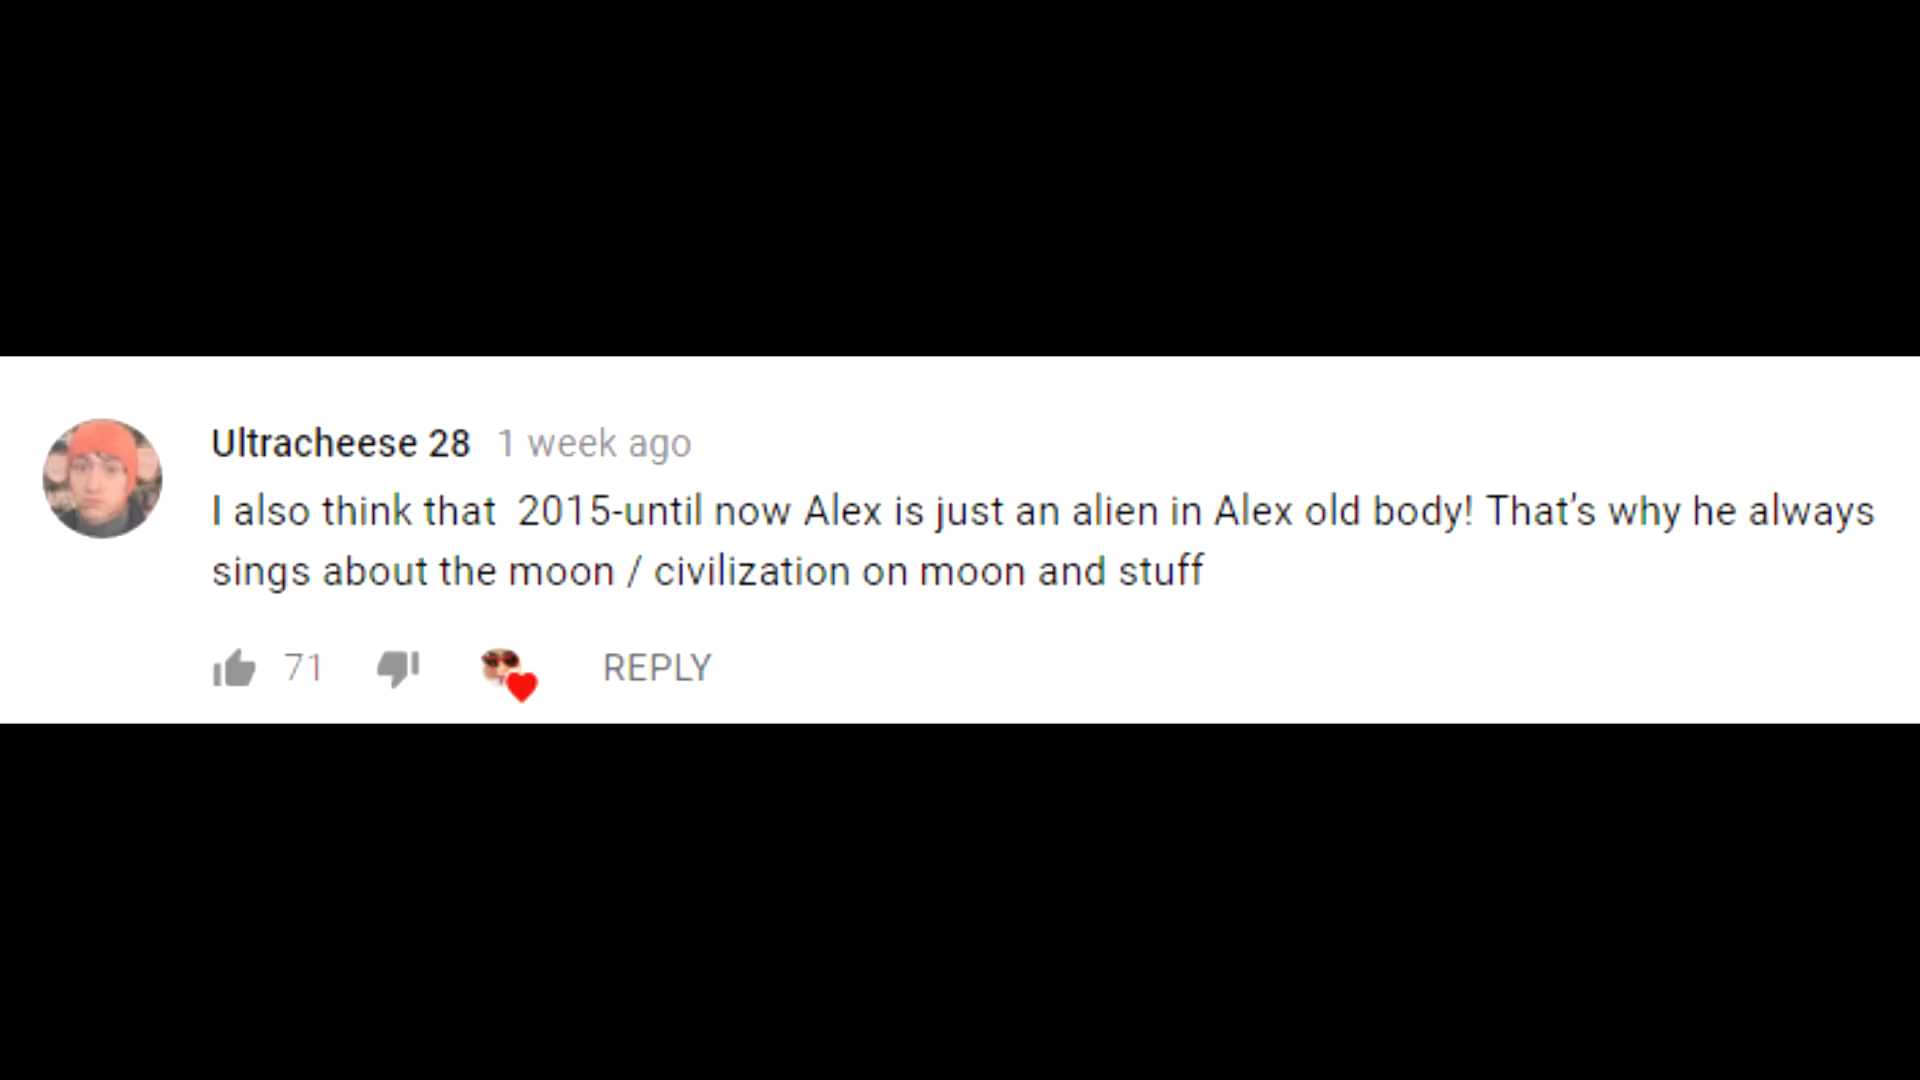 Ultracheese 28 1 week ago
I also think that  2015-until now Alex is just an alien in Alex old body! That's why he always
sings about the moon / civilization on moon and stuff
71 REPLY